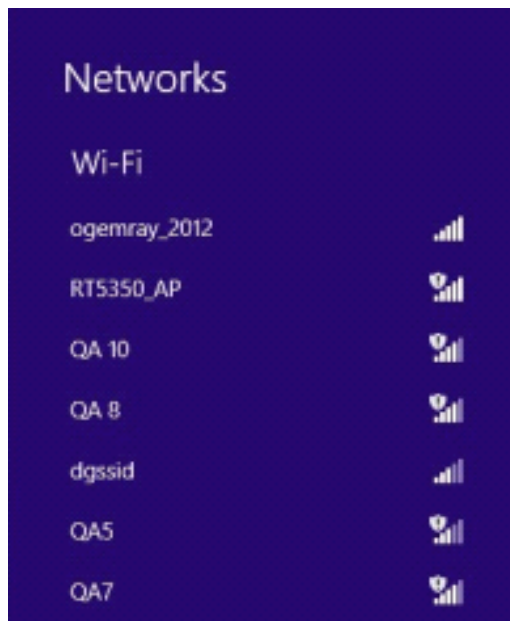 Networks
Wi-Fi
ogemray_2012
RT5350_AP
QA 10
QA 8
dgssid
QA5
QA7